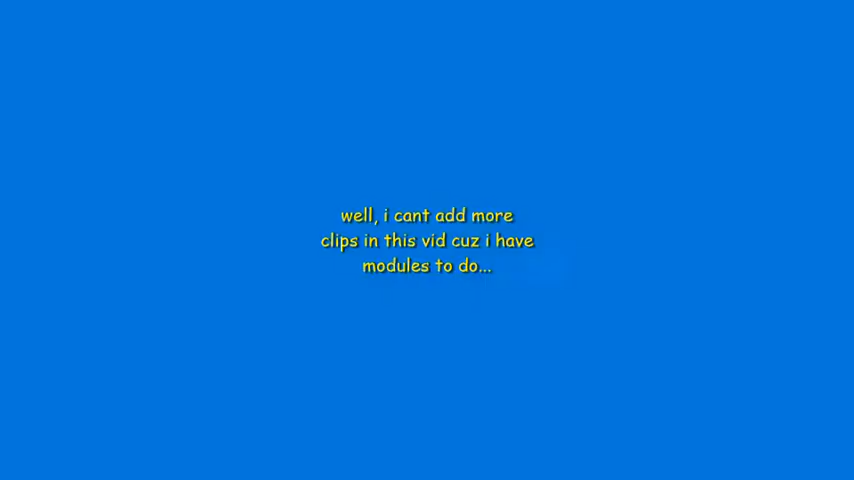 well, i cant add more
clips in this vid cuz i have
modules to do...